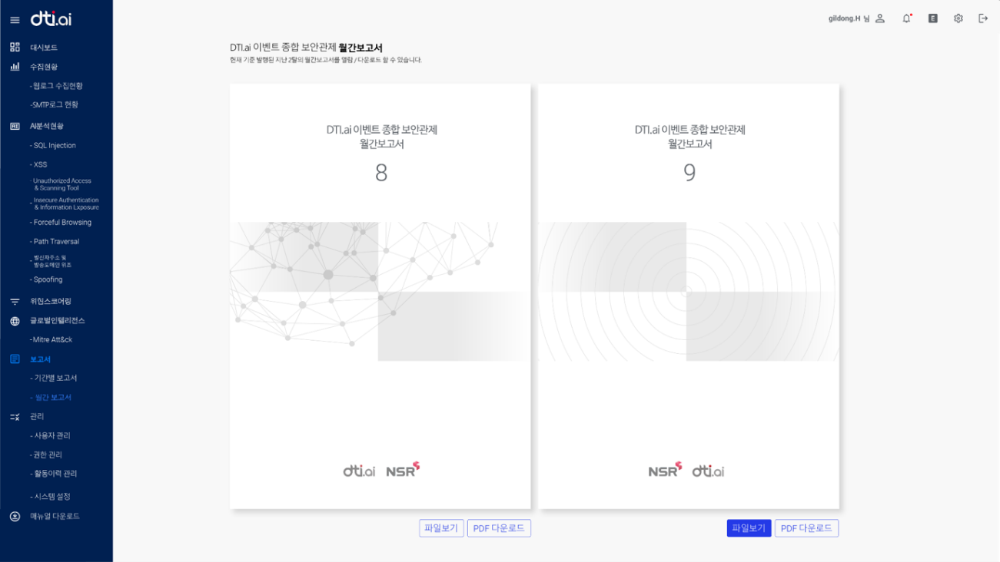 dti.ai
gildong.H 님
E
대시보드
수집현황
- 웹로그 수집현황
-SMTP로그 현황
AI
AI분석현황
- SQL Injection
- XSS
- Unauthorized Access
& Scanning Tool
- Insecure Authentication
& Information Exposure
- Forceful Browsing
- Path Traversal
- 발신자주소 및
발송도메인 위조
- Spoofing
위협스코어링
글로벌인텔리전스
-Mitre Att&ck
보고서
- 기간별 보고서
- 월간 보고서
관리
- 사용자 관리
- 권한 관리
- 활동이력 관리
- 시스템 설정
매뉴얼 다운로드
DTI.ai 이벤트 종합 보안관제 월간보고서
현재 기준 발행된 지난 2달의 월간보고서를 열람 / 다운로드 할 수 있습니다.
DTI.ai 이벤트 종합 보안관제
월간보고서
8
dti.ai NSR
파일보기 PDF 다운로드
DTI.ai 이벤트 종합 보안관제
월간보고서
9
NSR dti.ai
파일보기 PDF 다운로드